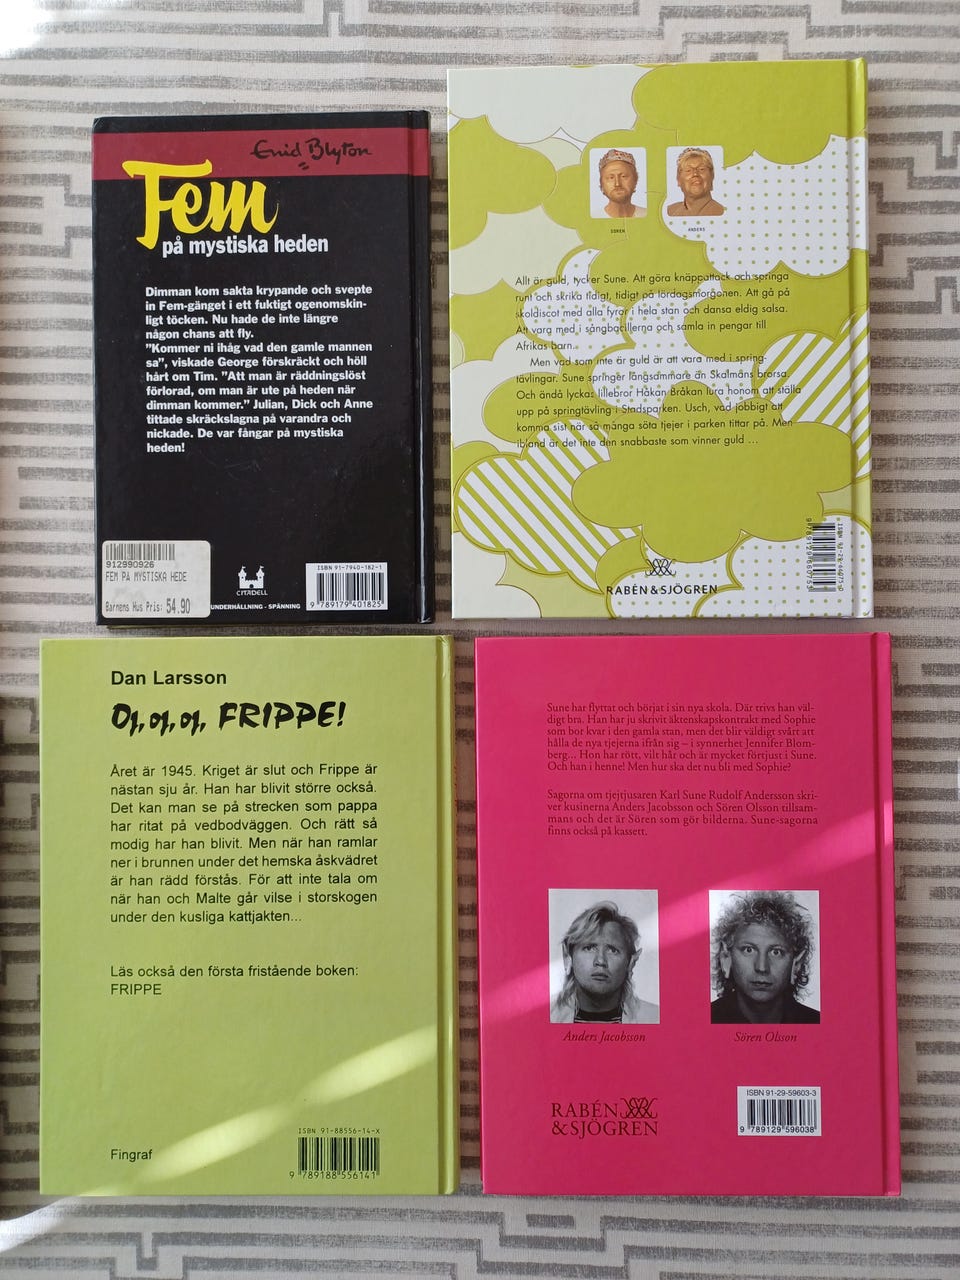 Enid Blyton
Fem
på mystiska heden
Dimman kom sakta krypande och svepte
in Fem-gänget i ett fuktigt ogenomskin-
ligt töcken. Nu hade de inte längre
någon chans att fly.
”Kommer ni ihåg vad den gamle mannen
sa”, viskade George förskräckt och höll
hårt om Tim. ”Att man är räddningslöst
förlorad, om man är ute på heden när
dimman kommer.” Julian, Dick och Anne
tittade skräckslagna på varandra och
nickade. De var fångar på mystiska
heden!
912990926
FEM PÅ MYSTISKA HEDE
Barnens Hus Pris: 54.90
CITADELL
UNDERHÅLLNING - SPÄNNING
ISBN 91-7940-182-1
9 789179 401825
SÖREN
ANDERS
Allt är guld, tycker Sune. Att göra knäppattack och springa
runt och skrika tidigt, tidigt på lördagsmorgonen. Att gå på
skoldiscot med alla fyror i hela stan och dansa eldig salsa.
Att vara med i sångbacillerna och samla in pengar till
Afrikas barn.
Men vad som inte är guld är att vara med i spring-
tävlingar. Sune springer långsammare än Skalmans brorsa.
Och ändå lyckas lillebror Håkan Bråkan lura honom att ställa
upp på springtävling i Stadsparken. Usch, vad jobbigt att
komma sist när så många söta tjejer i parken tittar på. Men
ibland är det inte den snabbaste som vinner guld ...
RABÉN & SJÖGREN
Dan Larsson
Oj, oj, oj, FRIPPE!
Året är 1945. Kriget är slut och Frippe är
nästan sju år. Han har blivit större också.
Det kan man se på strecken som pappa
har ritat på vedbodväggen. Och rätt så
modig har han blivit. Men när han ramlar
ner i brunnen under det hemska åskvädret
är han rädd förstås. För att inte tala om
när han och Malte går vilse i storskogen
under den kusliga kattjakten...
Läs också den första fristående boken:
FRIPPE
Fingraf
ISBN 91-88556-14-X
9 789188 556141
Sune har flyttat och börjat i sin nya skola. Där trivs han väl-
digt bra. Han har ju skrivit äktenskapskontrakt med Sophie
som bor kvar i den gamla stan, men det blir väldigt svårt att
hålla de nya tjejerna ifrån sig – i synnerhet Jennifer Blom-
berg... Hon har rött, vilt hår och är mycket förtjust i Sune.
Och han i henne! Men hur ska det nu bli med Sophie?
Sagorna om tjejtjusaren Karl Sune Rudolf Andersson skri-
ver kusinerna Anders Jacobsson och Sören Olsson tillsam-
mans och det är Sören som gör bilderna. Sune-sagorna
finns också på kassett.
Anders Jacobsson
Sören Olsson
RABÉN
& SJÖGREN
ISBN 91-29-59603-3
9 789129 596038